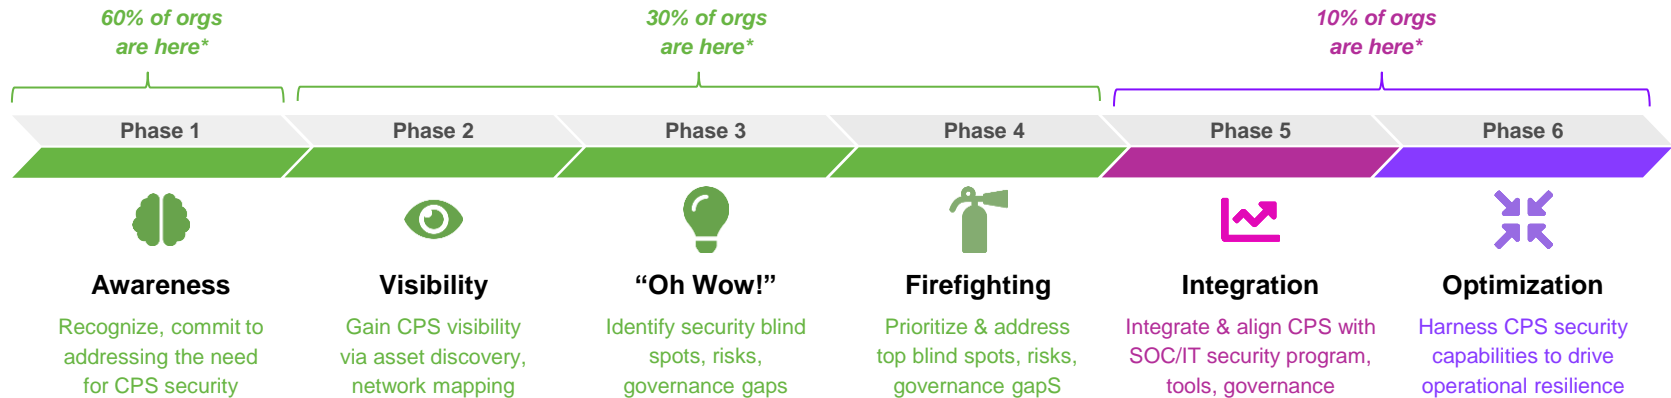 60% of orgs
are here*
30% of orgs
are here*
10% of orgs
are here*
Phase 1
Phase 2
Phase 3
Phase 4
Phase 5
Phase 6
Awareness
Recognize, commit to
addressing the need
for CPS security
Visibility
Gain CPS visibility
via asset discovery,
network mapping
“Oh Wow!”
Identify security blind
spots, risks,
governance gaps
Firefighting
Prioritize & address
top blind spots, risks,
governance gapS
Integration
Integrate & align CPS with
SOC/IT security program,
tools, governance
Optimization
Harness CPS security
capabilities to drive
operational resilience